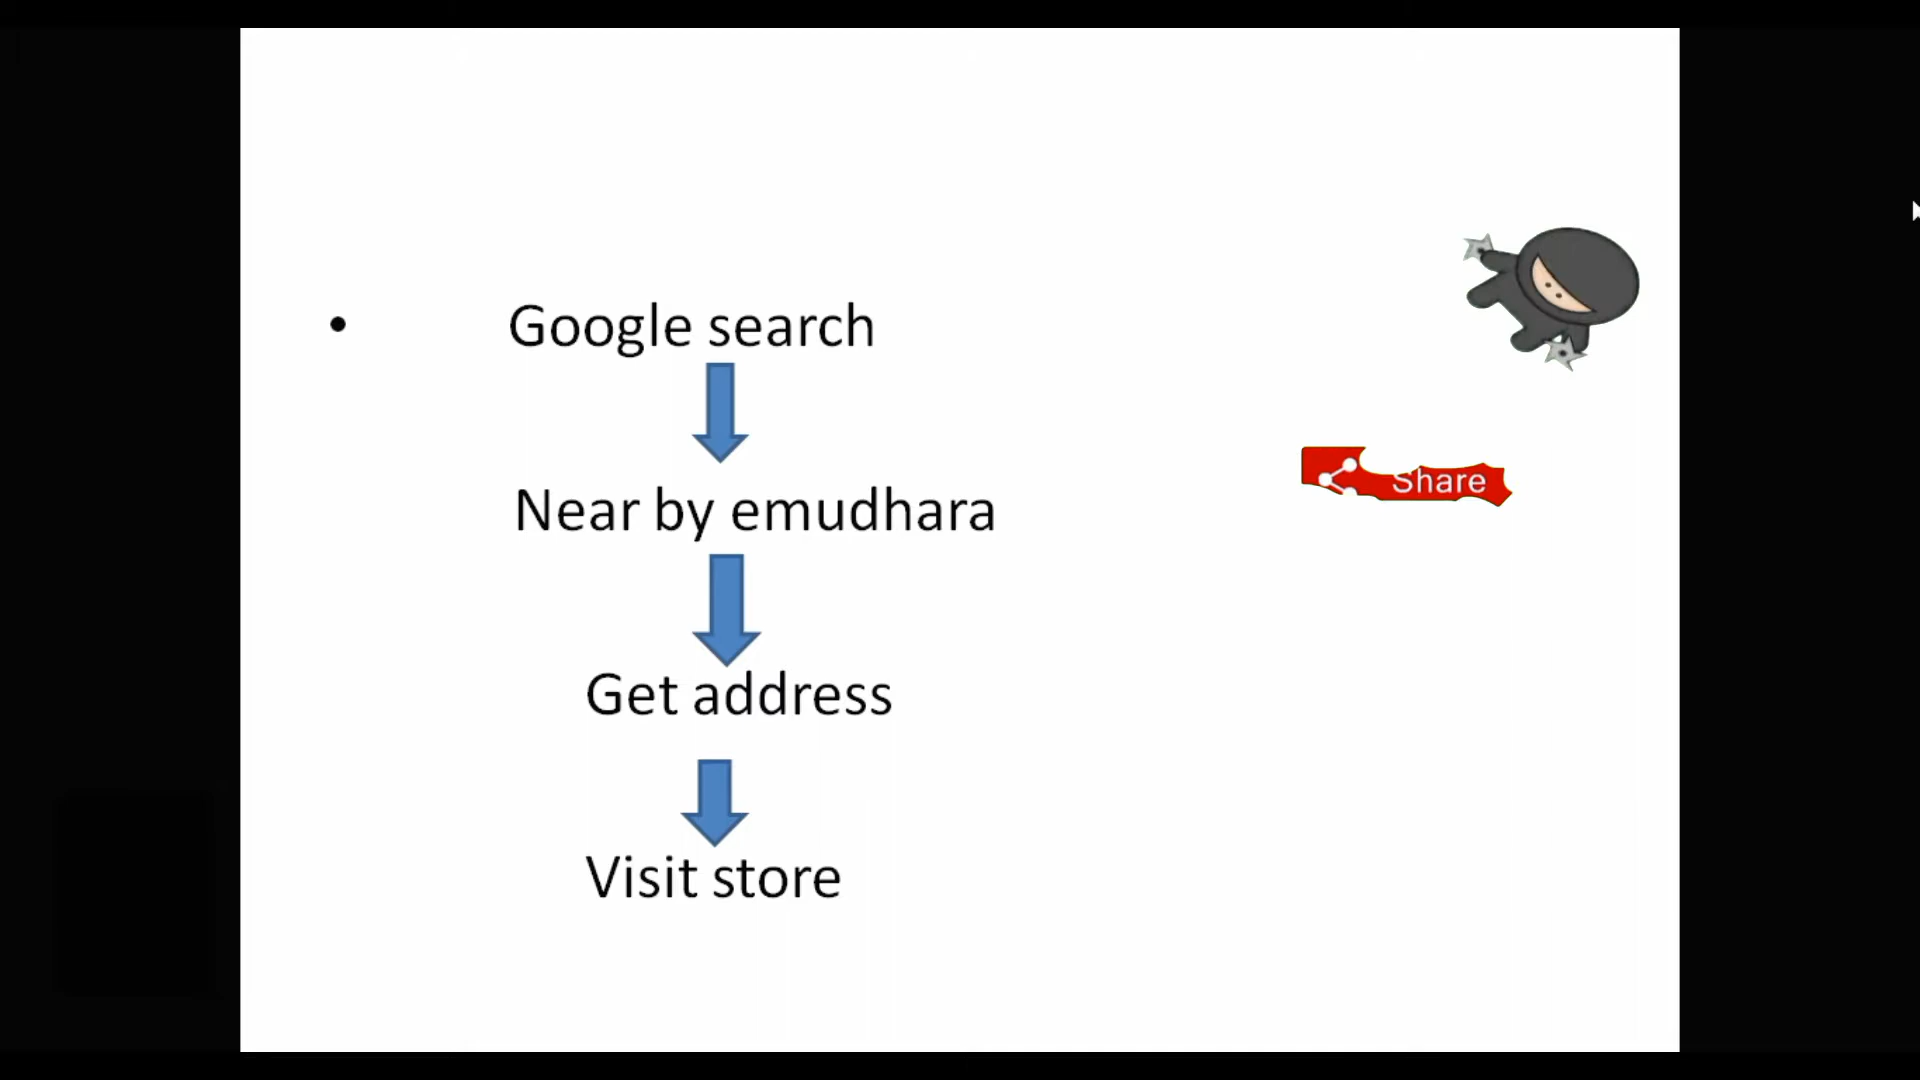 • Google search
Near by emudhara
Share
Get address
Visit store